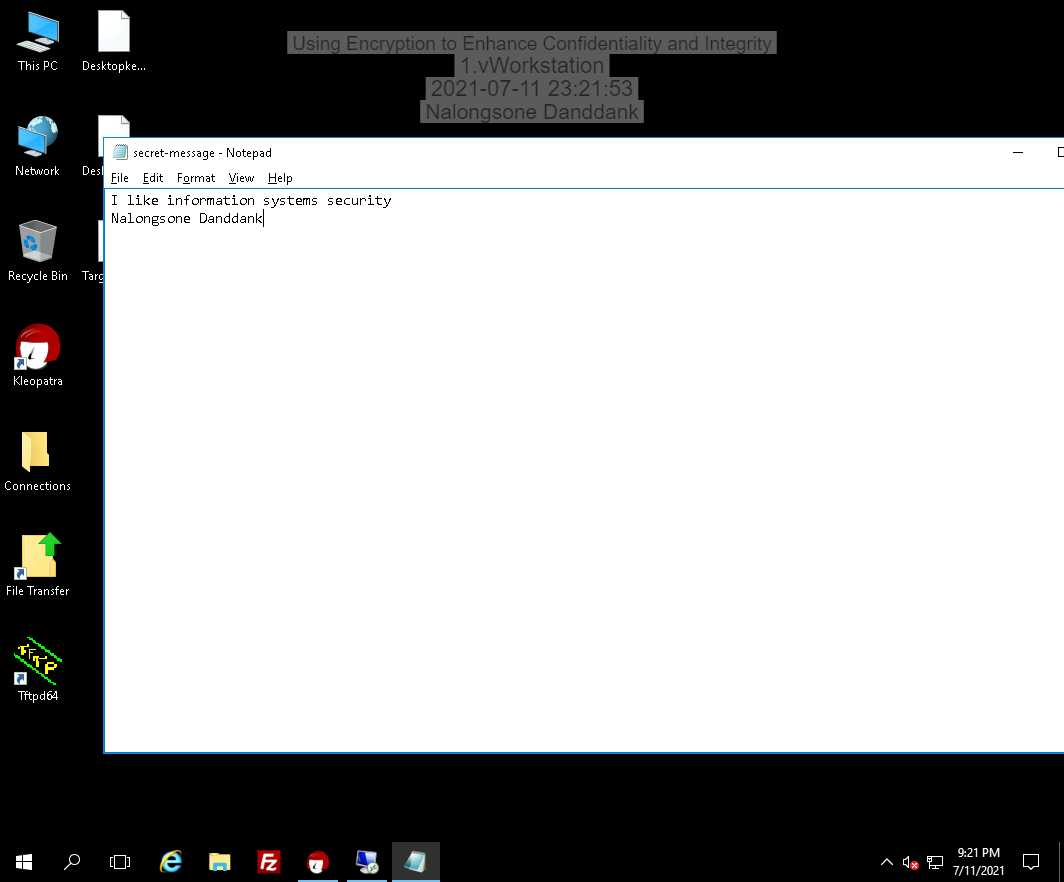 Using Encryption to Enhance Confidentiality and Integrity
1.vWorkstation
2021-07-11 23:21:53
Nalongsone Danddank
This PC
Desktopke...
Network
Recycle Bin
Kleopatra
Connections
File Transfer
TFTP
Tftpd64
secret-message - Notepad
File Edit Format View Help
I like information systems security
Nalongsone Danddank
9:21 PM
7/11/2021